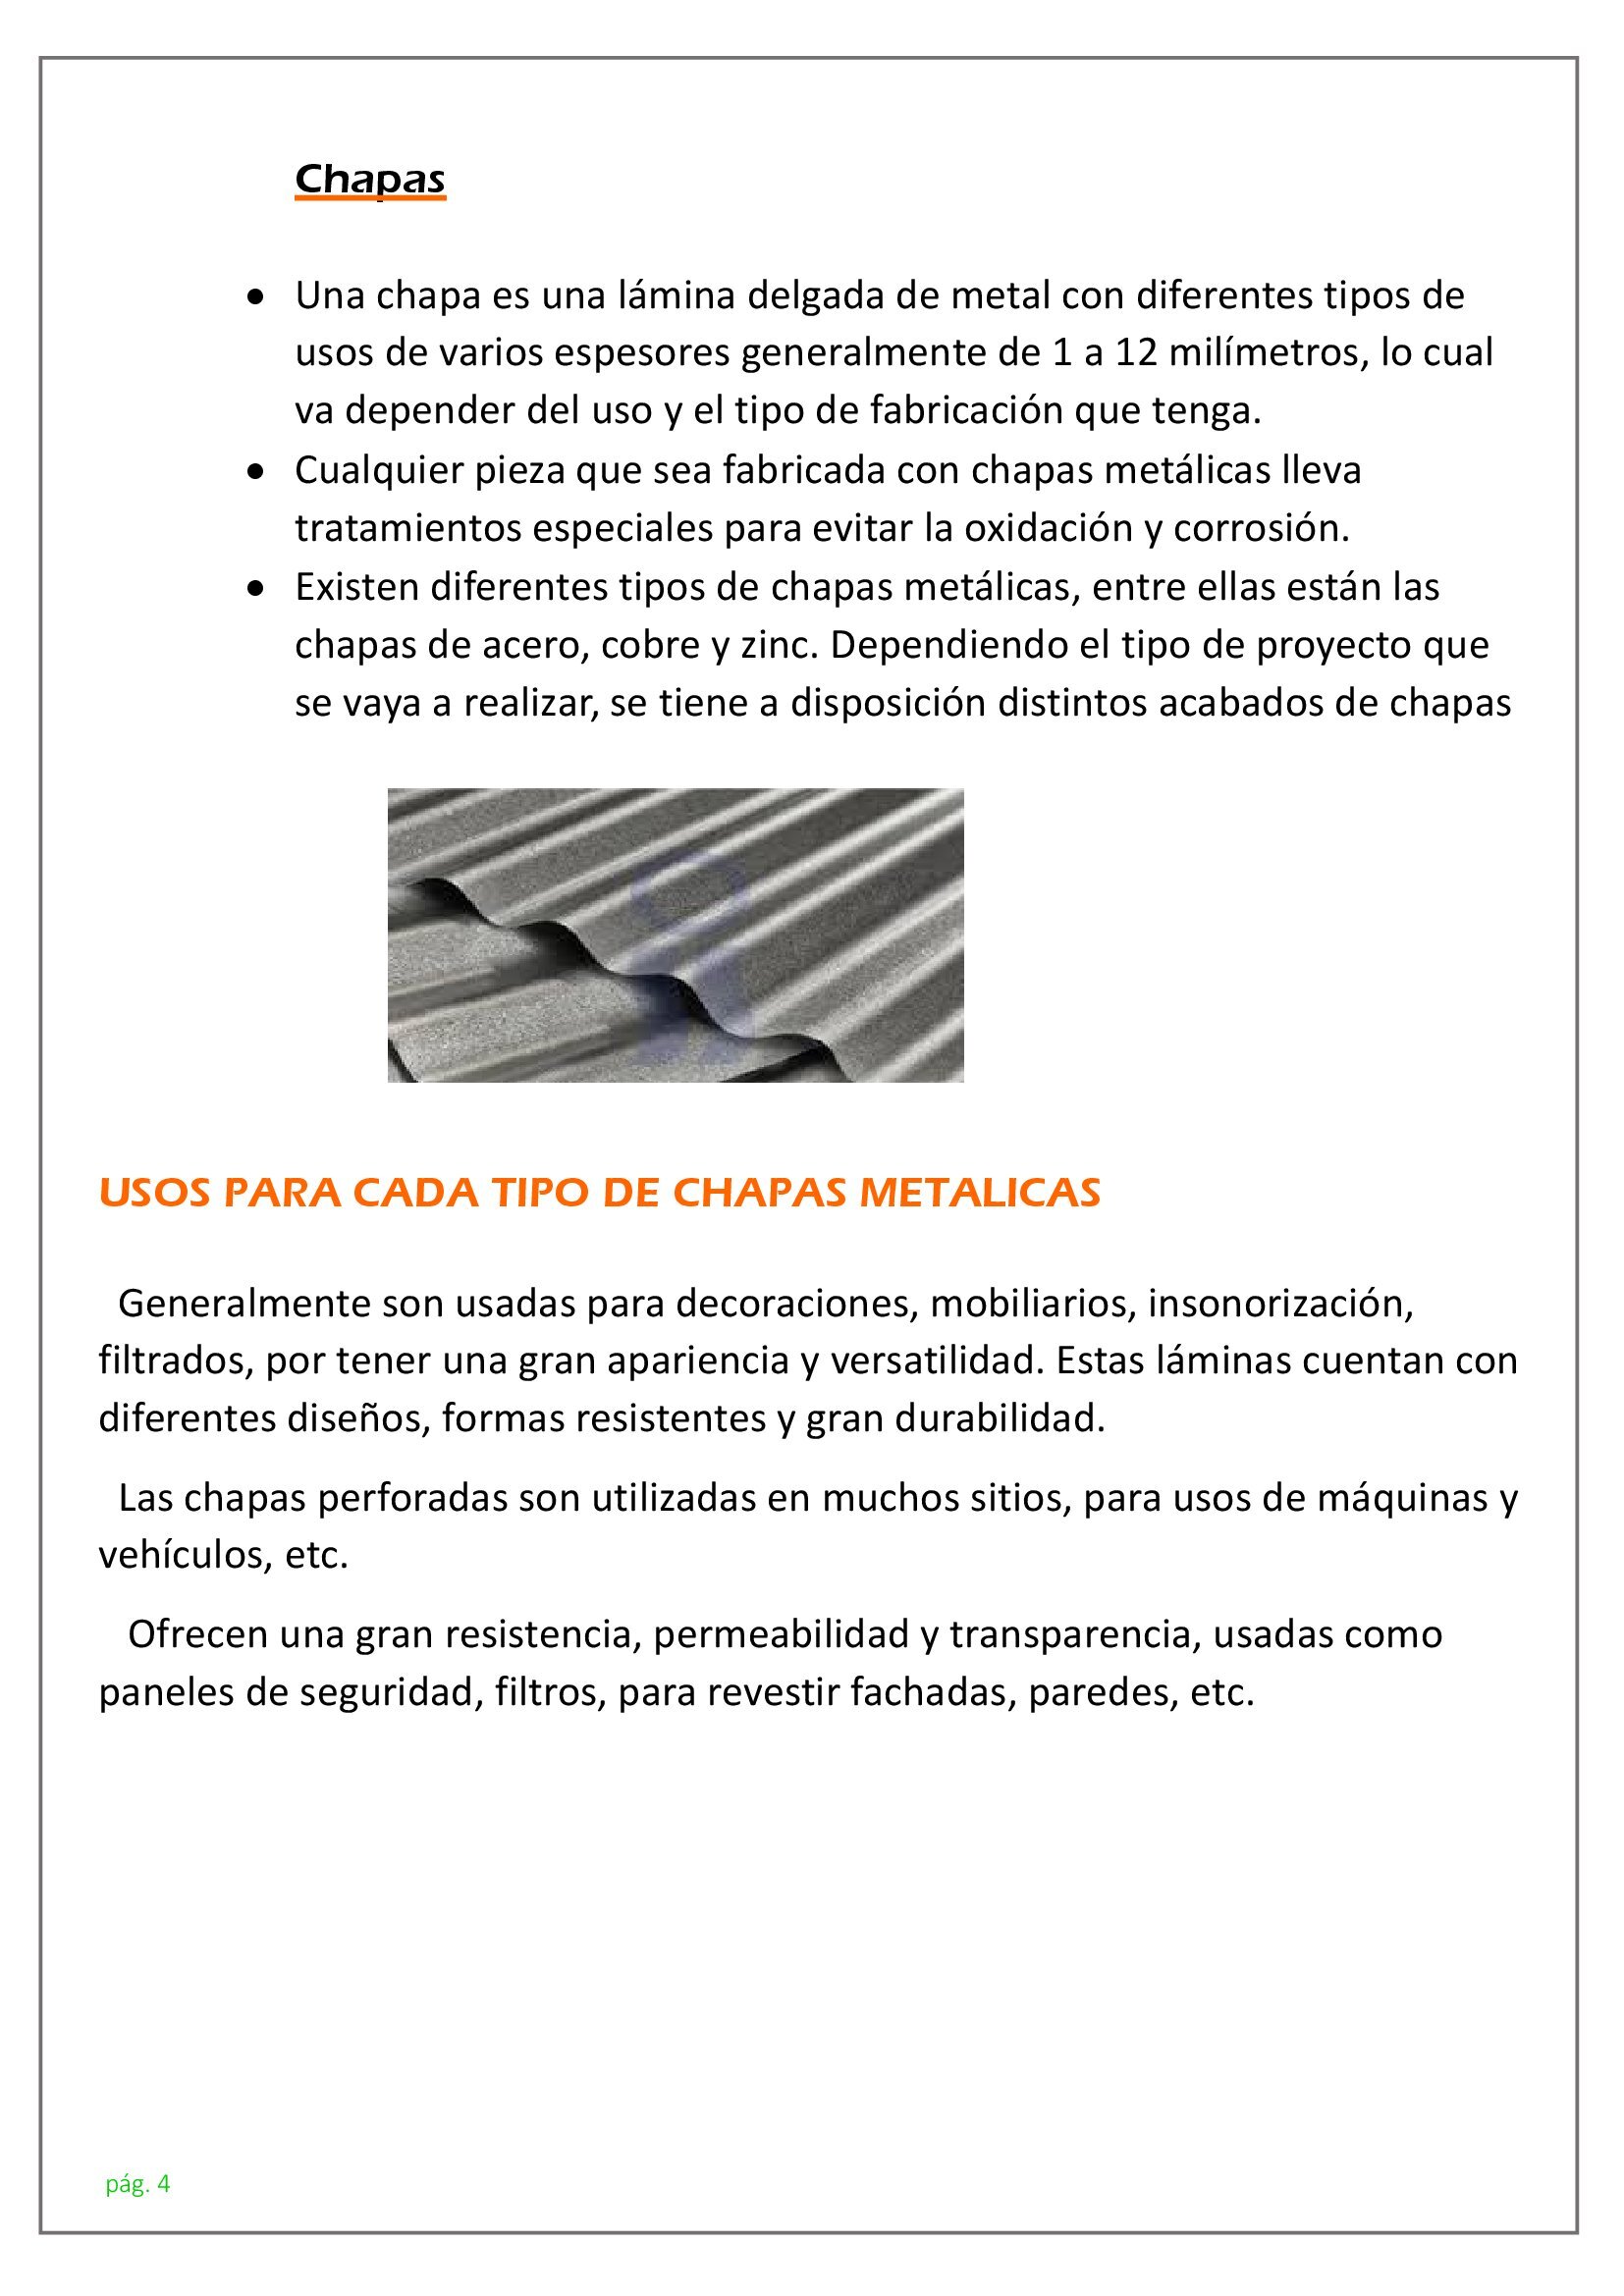 Chapas
• Una chapa es una lámina delgada de metal con diferentes tipos de
usos de varios espesores generalmente de 1 a 12 milímetros, lo cual
va depender del uso y el tipo de fabricación que tenga.
• Cualquier pieza que sea fabricada con chapas metálicas lleva
tratamientos especiales para evitar la oxidación y corrosión.
• Existen diferentes tipos de chapas metálicas, entre ellas están las
chapas de acero, cobre y zinc. Dependiendo el tipo de proyecto que
se vaya a realizar, se tiene a disposición distintos acabados de chapas
USOS PARA CADA TIPO DE CHAPAS METALICAS
Generalmente son usadas para decoraciones, mobiliarios, insonorización,
filtrados, por tener una gran apariencia y versatilidad. Estas láminas cuentan con
diferentes diseños, formas resistentes y gran durabilidad.
Las chapas perforadas son utilizadas en muchos sitios, para usos de máquinas y
vehículos, etc.
Ofrecen una gran resistencia, permeabilidad y transparencia, usadas como
paneles de seguridad, filtros, para revestir fachadas, paredes, etc.
pág. 4